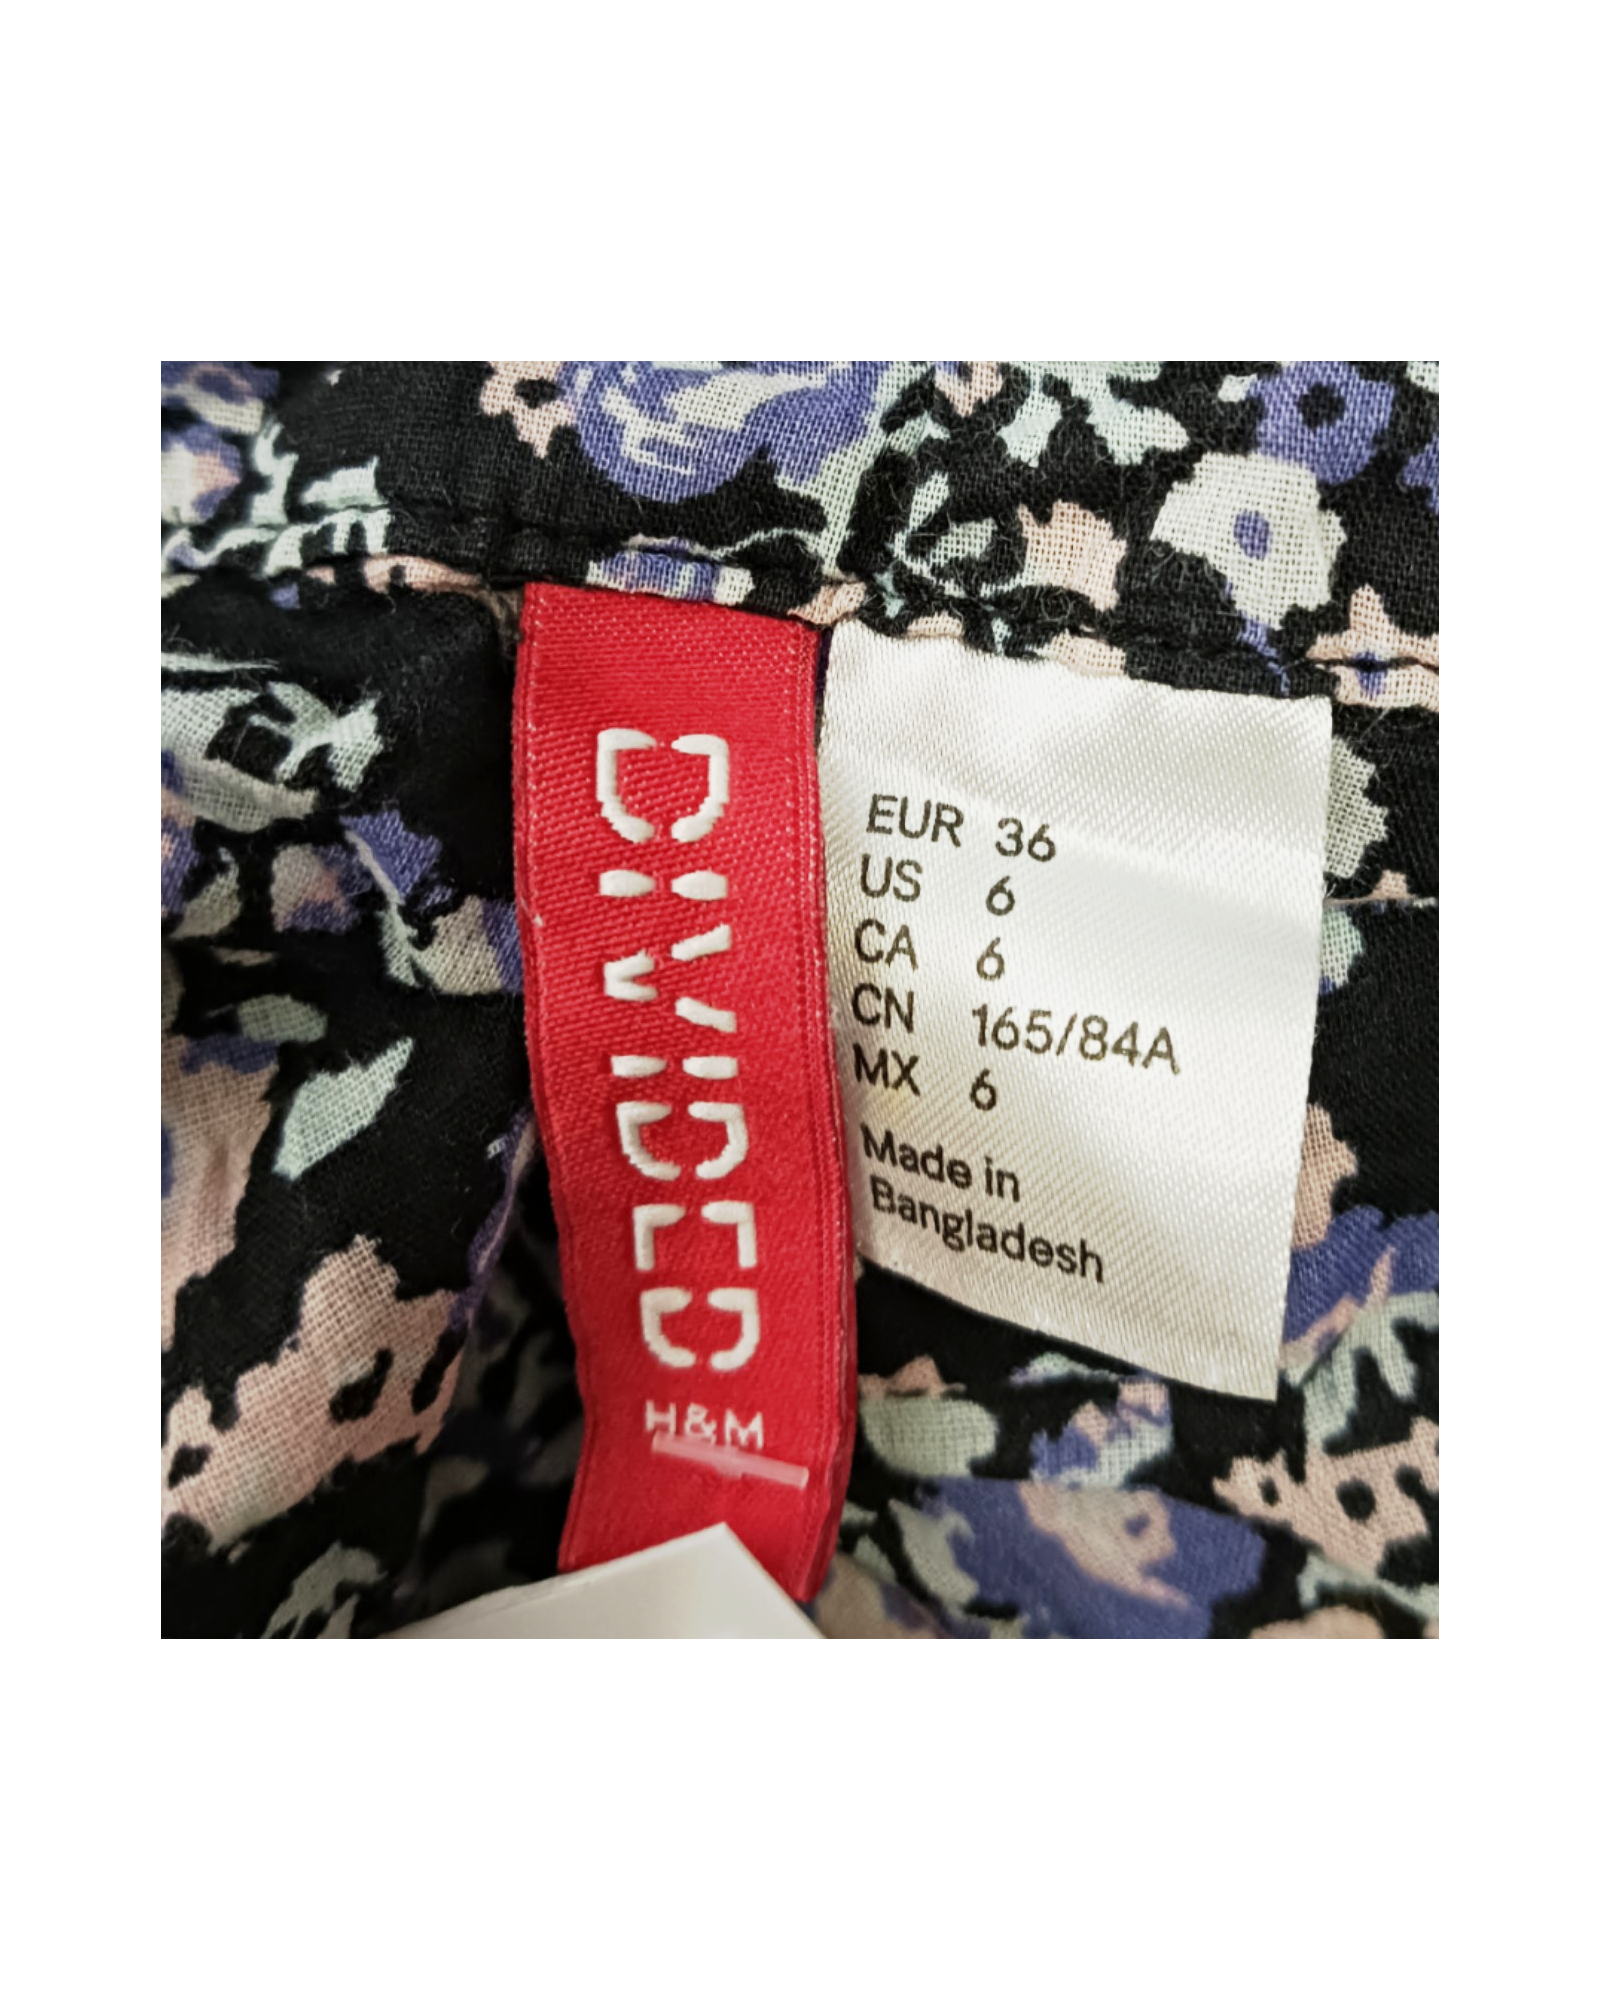 DIVIDED
H&M
EUR 36
US 6
CA 6
CN 165/84A
MX 6
Made in
Bangladesh